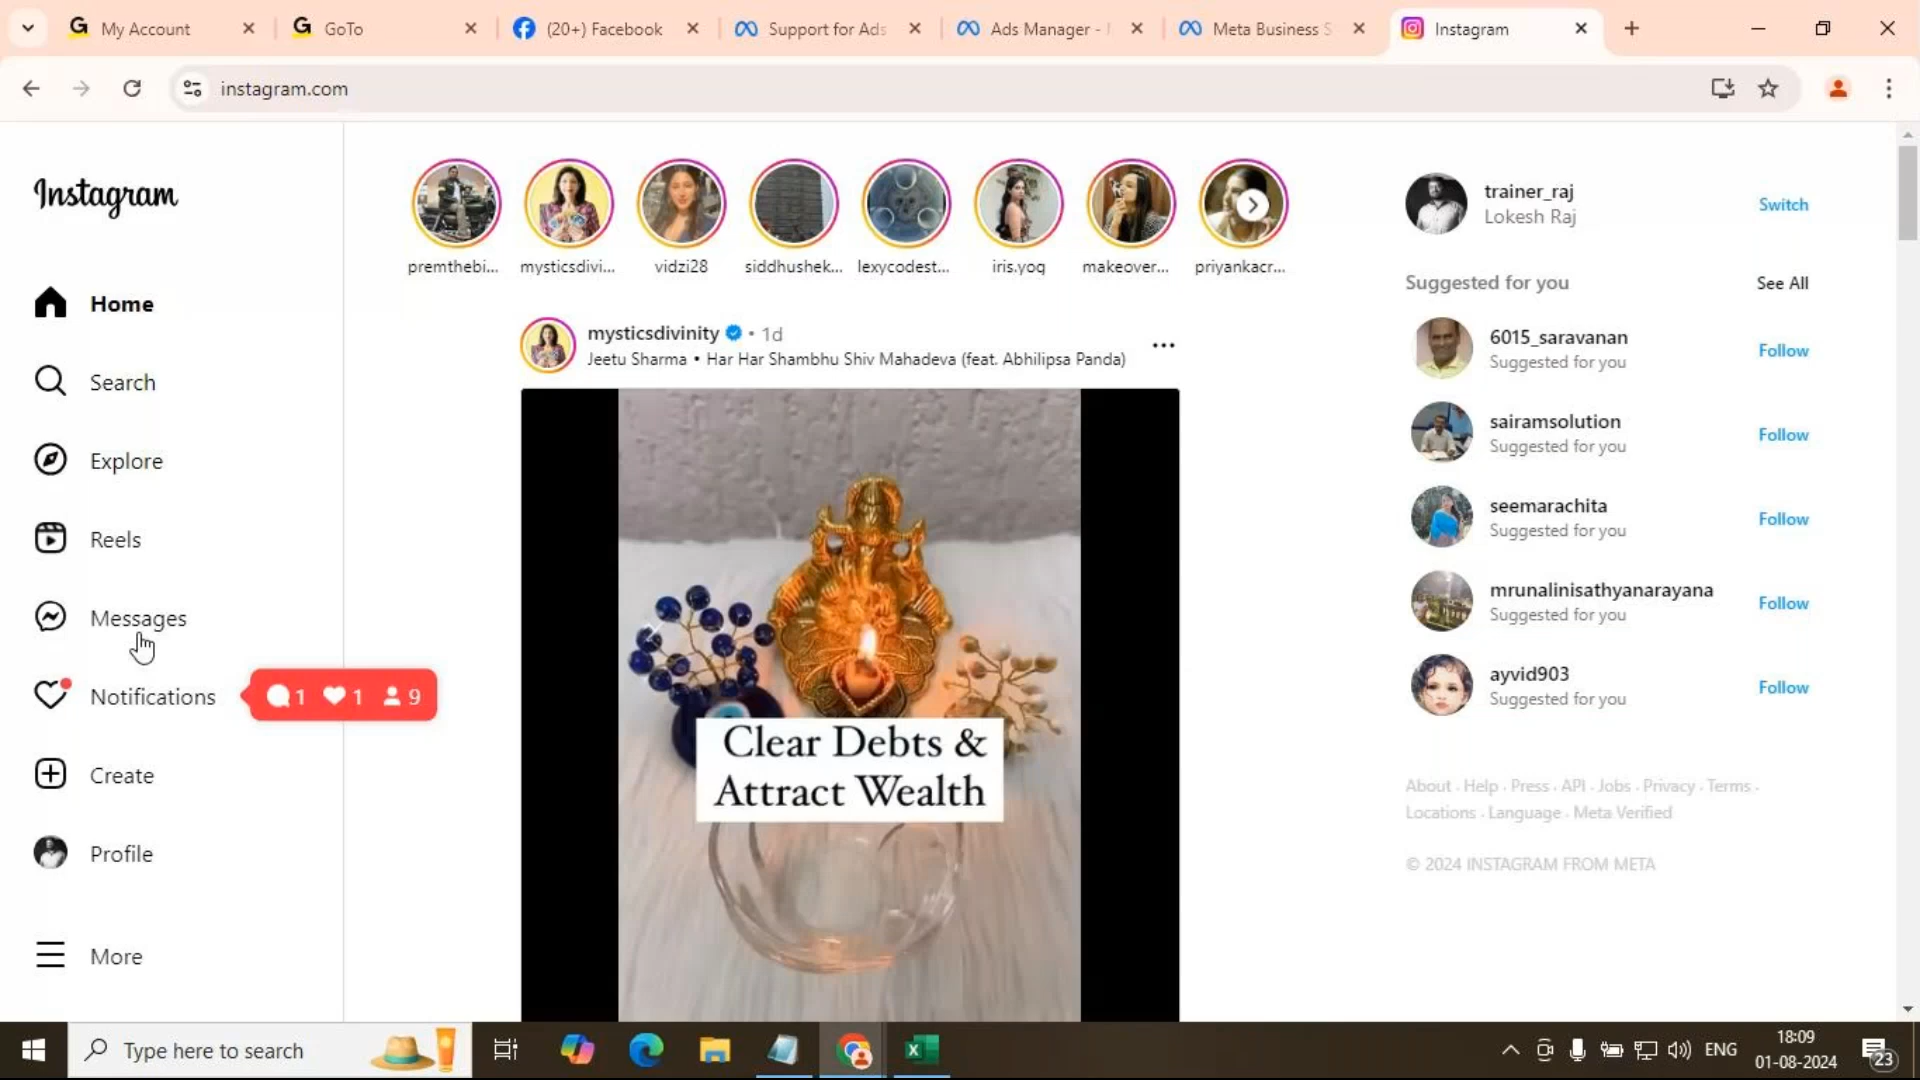 My Account
GoTo
(20+) Facebook
Support for Ads
Ads Manager -
Meta Business S
Instagram
instagram.com
Instagram
Home
Search
Explore
Reels
Messages
Notifications
1 1 9
Create
Profile
More
premthebi...
mysticsdivi...
vidzi28
siddhushek...
lexycodest...
iris.yoq
makeover...
priyankacr...
mysticsdivinity • 1d
Jeetu Sharma • Har Har Shambhu Shiv Mahadeva (feat. Abhilipsa Panda)
Clear Debts &
Attract Wealth
trainer_raj
Lokesh Raj
Switch
Suggested for you
See All
6015_saravanan
Suggested for you
Follow
sairamsolution
Suggested for you
Follow
seemarachita
Suggested for you
Follow
mrunalinisathyanarayana
Suggested for you
Follow
ayvid903
Suggested for you
Follow
About · Help · Press · API · Jobs · Privacy · Terms ·
Locations · Language · Meta Verified
© 2024 INSTAGRAM FROM META
Type here to search
ENG
18:09
01-08-2024
23